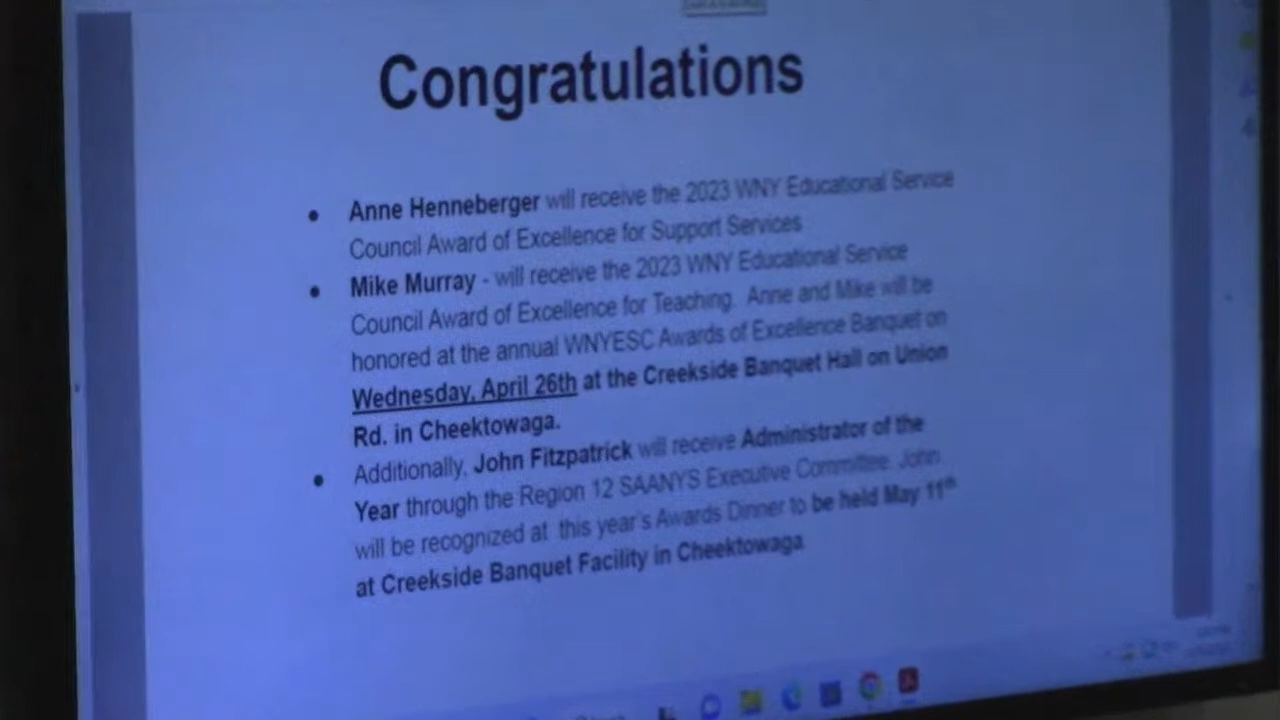 Congratulations
• Anne Henneberger will receive the 2023 WNY Educational Service
Council Award of Excellence for Support Services
• Mike Murray - will receive the 2023 WNY Educational Service
Council Award of Excellence for Teaching. Anne and Mike will be
honored at the annual WNYESC Awards of Excellence Banquet on
Wednesday, April 26th at the Creekside Banquet Hall on Union
Rd. in Cheektowaga.
• Additionally, John Fitzpatrick will receive Administrator of the
Year through the Region 12 SAANYS Executive Committee. John
will be recognized at this year's Awards Dinner to be held May 11th
at Creekside Banquet Facility in Cheektowaga